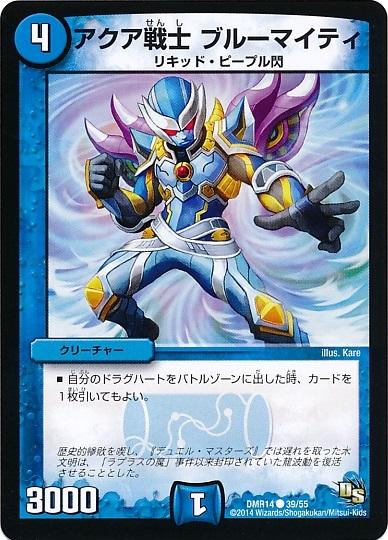 4
アクア戦士 ブルーマイティ
せんし
リキッド・ピープル閃
クリーチャー
illus. Kare
■ 自分のドラグハートをバトルゾーンに出した時、カードを
1枚引いてもよい。
歴史的惨敗を喫し、『デュエル・マスターズ』では遅れを取った水
文明は、「ラプラスの魔」事件以来封印されていた龍波動を復
活させることとした。
3000
1
DS
DMR14 ● 39/55
©2014 Wizards/Shogakukan/Mitsui-Kids